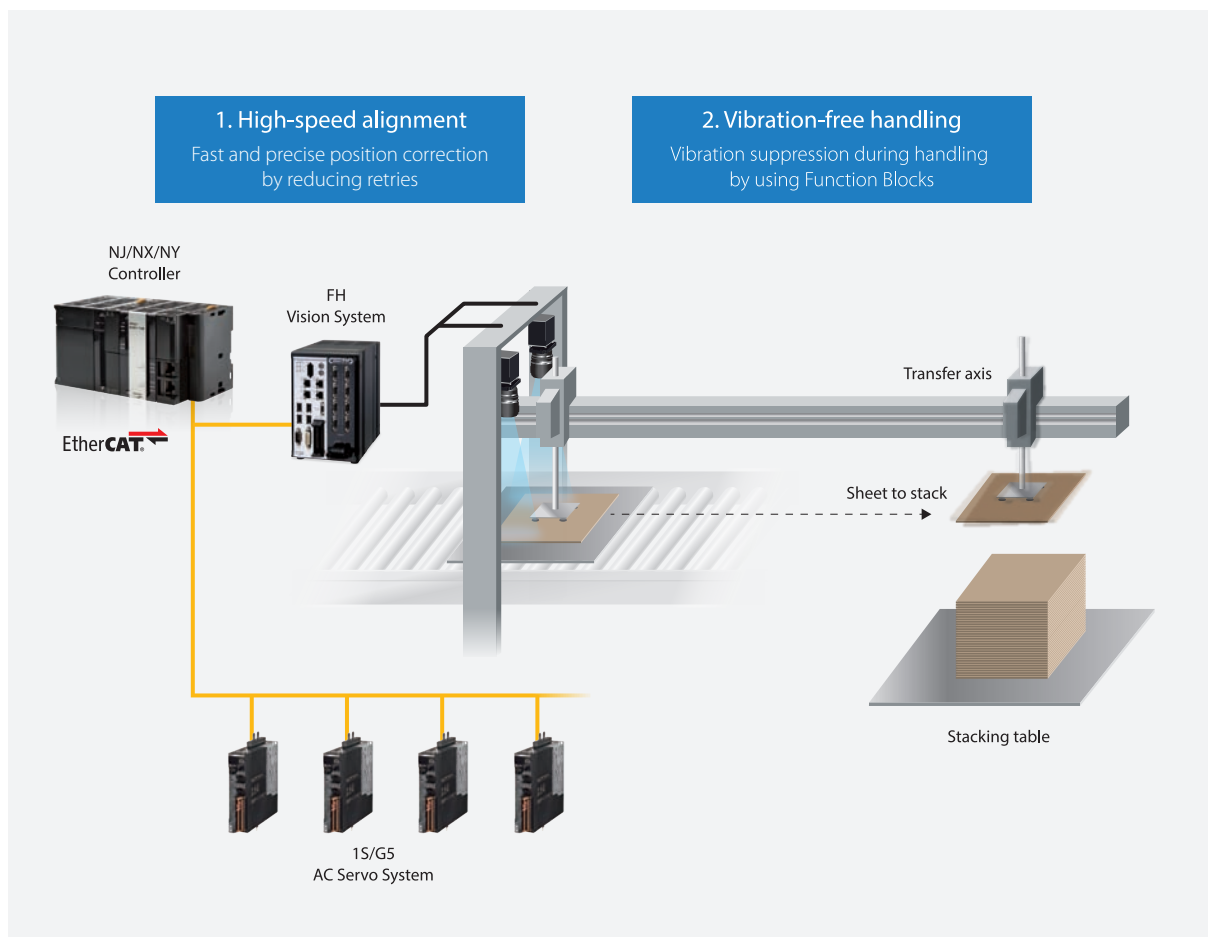 1. High-speed alignment
Fast and precise position correction
by reducing retries
2. Vibration-free handling
Vibration suppression during handling
by using Function Blocks
NJ/NX/NY
Controller
FH
Vision System
EtherCAT®
Transfer axis
Sheet to stack
Stacking table
1S/G5
AC Servo System